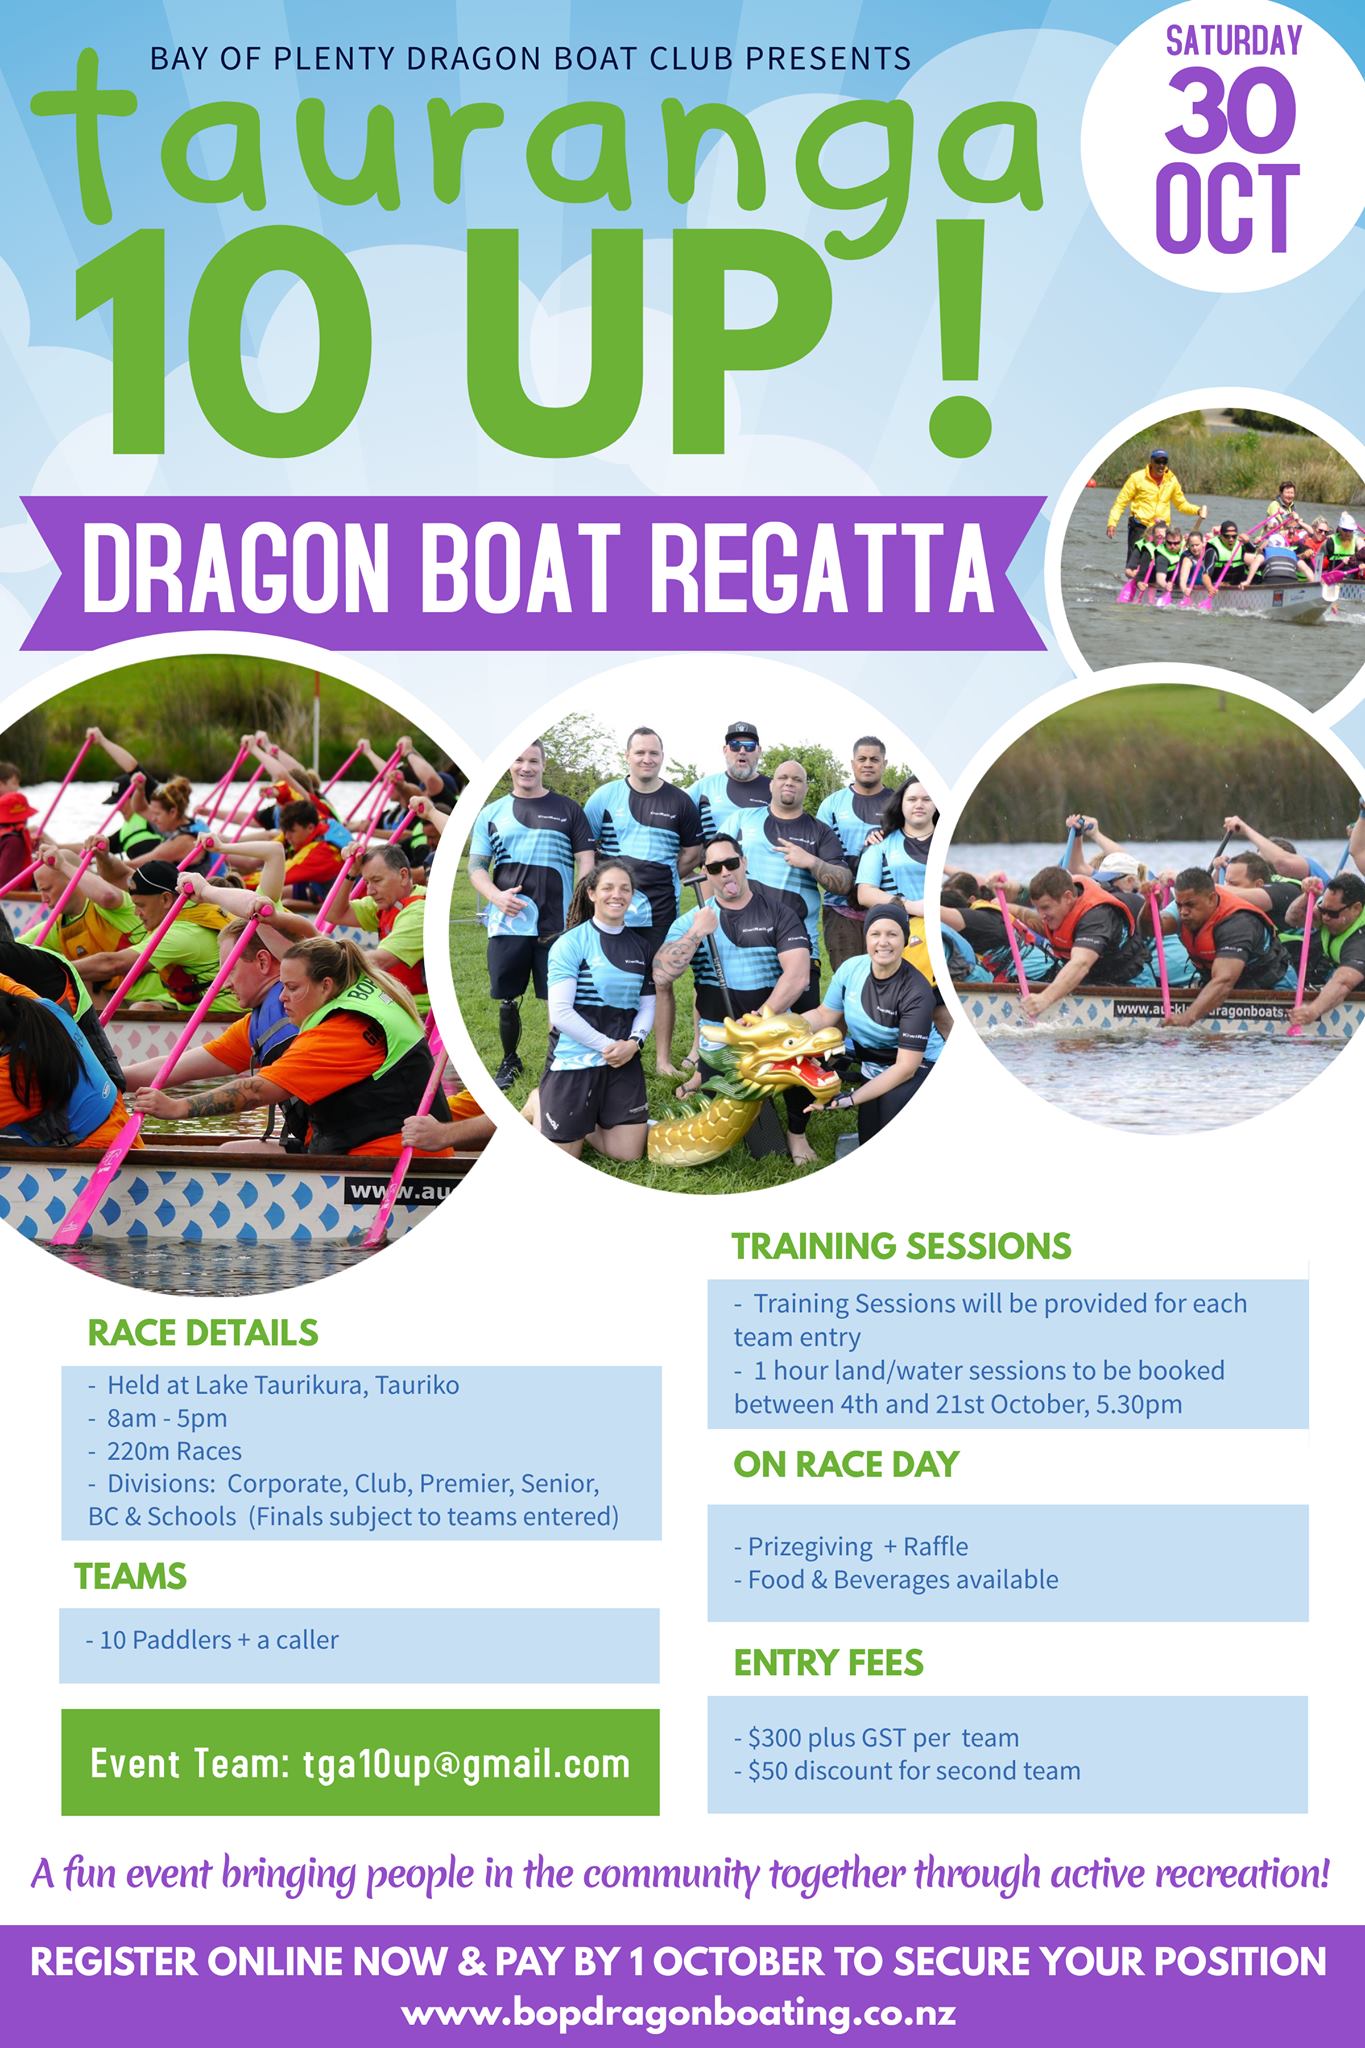 BAY OF PLENTY DRAGON BOAT CLUB PRESENTS
tauranga
10 UP!
SATURDAY
30
OCT
DRAGON BOAT REGATTA
BOP
www.au
www.auckl dragonboats.
TRAINING SESSIONS
- Training Sessions will be provided for each
team entry
- 1 hour land/water sessions to be booked
between 4th and 21st October, 5.30pm
RACE DETAILS
- Held at Lake Taurikura, Tauriko
- 8am - 5pm
- 220m Races
- Divisions: Corporate, Club, Premier, Senior,
BC & Schools (Finals subject to teams entered)
ON RACE DAY
- Prizegiving + Raffle
- Food & Beverages available
TEAMS
- 10 Paddlers + a caller
ENTRY FEES
- $300 plus GST per team
- $50 discount for second team
Event Team: tga10up@gmail.com
A fun event bringing people in the community together through active recreation!
REGISTER ONLINE NOW & PAY BY 1 OCTOBER TO SECURE YOUR POSITION
www.bopdragonboating.co.nz